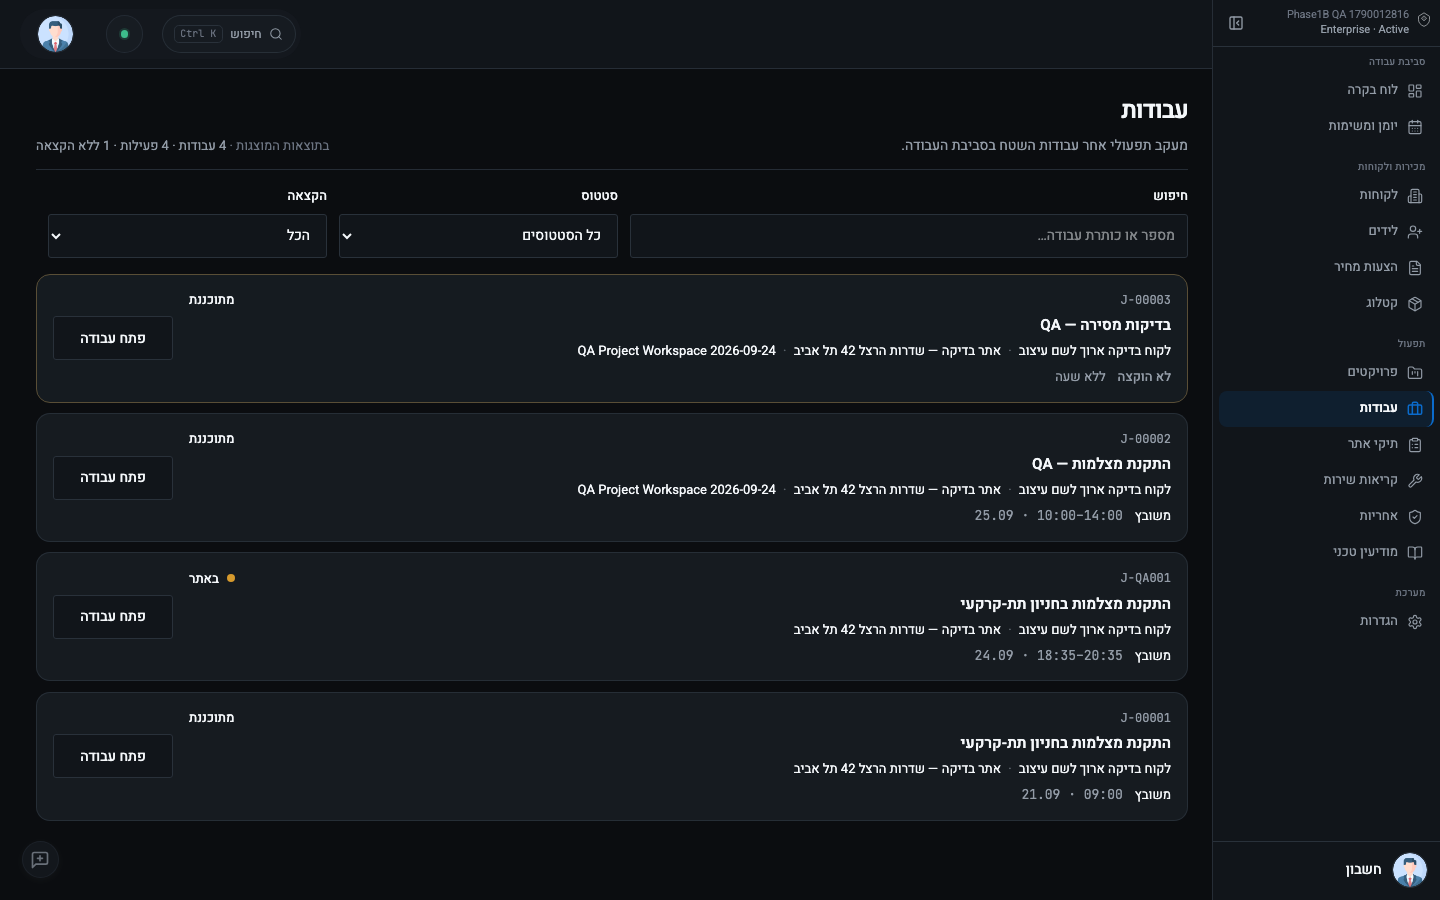 Phase1B QA 1790012816
Enterprise · Active
סביבת עבודה
לוח בקרה
יומן ומשימות
מכירות ולקוחות
לקוחות
לידים
הצעות מחיר
קטלוג
תפעול
פרויקטים
עבודות
תיקי אתר
קריאות שירות
אחריות
מודיעין טכני
מערכת
הגדרות
חשבון
חיפוש Ctrl K
עבודות
מעקב תפעולי אחר עבודות השטח בסביבת העבודה.
בתוצאות המוצגות · 4 עבודות · 4 פעילות · 1 ללא הקצאה
חיפוש
מספר או כותרת עבודה...
סטטוס
כל הסטטוסים
הקצאה
הכל
J-00003
מתוכננת
בדיקות מסירה — QA
לקוח בדיקה ארוך לשם עיצוב · אתר בדיקה — שדרות הרצל 42 תל אביב · QA Project Workspace 2026-09-24
לא הוקצה ללא שעה
פתח עבודה
J-00002
מתוכננת
התקנת מצלמות — QA
לקוח בדיקה ארוך לשם עיצוב · אתר בדיקה — שדרות הרצל 42 תל אביב · QA Project Workspace 2026-09-24
משובץ 25.09 · 10:00–14:00
פתח עבודה
J-QA001
באתר
התקנת מצלמות בחניון תת-קרקעי
לקוח בדיקה ארוך לשם עיצוב · אתר בדיקה — שדרות הרצל 42 תל אביב
משובץ 24.09 · 18:35–20:35
פתח עבודה
J-00001
מתוכננת
התקנת מצלמות בחניון תת-קרקעי
לקוח בדיקה ארוך לשם עיצוב · אתר בדיקה — שדרות הרצל 42 תל אביב
משובץ 21.09 · 09:00
פתח עבודה